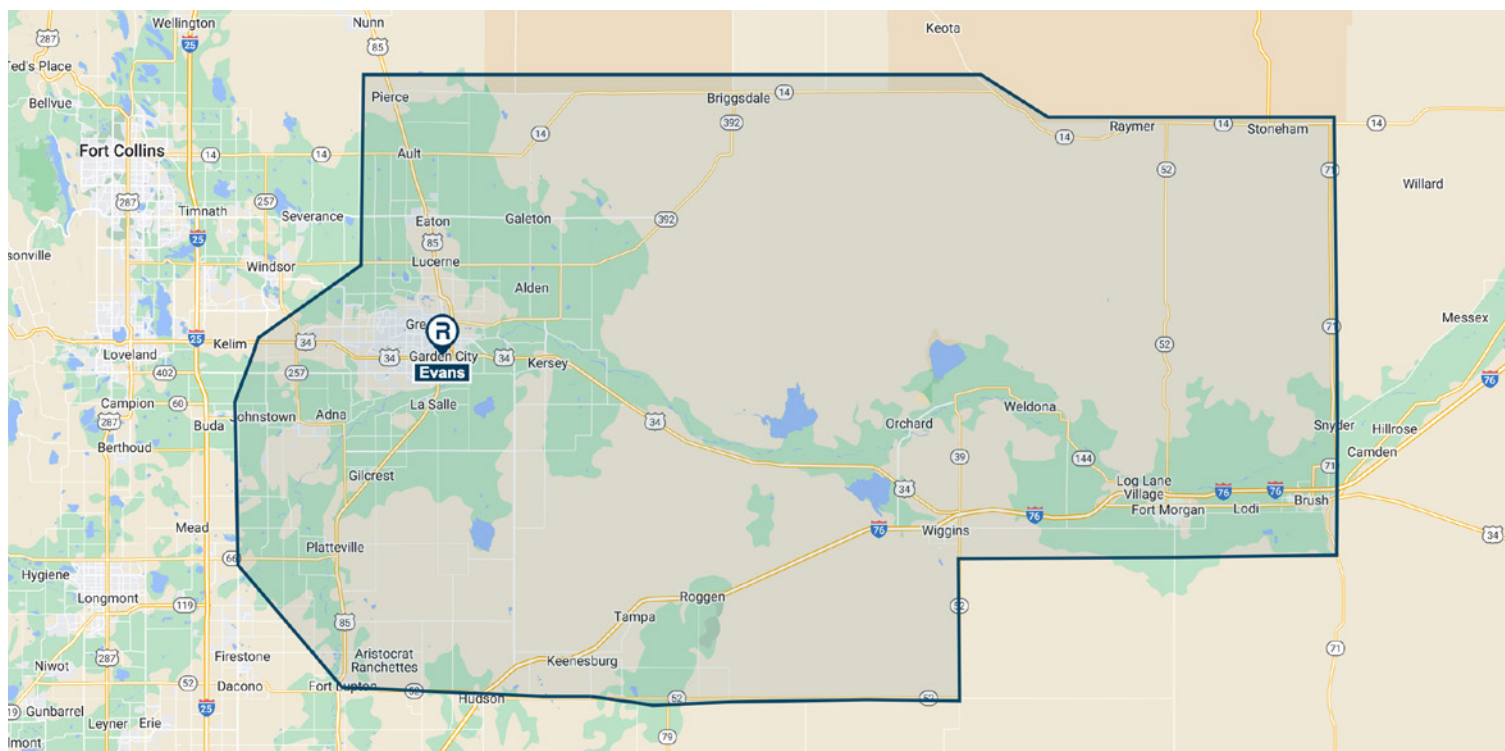 Wellington
Nunn
Keota
287
25
85
Ted's Place
Bellvue
Pierce
Briggsdale
14
392
14
Raymer
14
Stoneham
14
14
Fort Collins
14
14
Ault
52
71
Willard
287
Timnath
257
Severance
Eaton
Galeton
392
25
85
sonville
Windsor
Lucerne
Alden
Messex
71
R
Gre
25
Kelim
34
34
Garden City
34
Kersey
52
Loveland
Evans
402
257
76
Campion
60
Johnstown
Adna
La Salle
Weldona
287
Buda
34
Orchard
Snyder
Hillrose
Berthoud
Camden
39
144
71
Gilcrest
34
Log Lane
Village
76
76
Brush
76
Fort Morgan
Lodi
Mead
76
Wiggins
34
Platteville
66
Hygiene
Longmont
119
Roggen
52
Tampa
85
71
Niwot
287
Firestone
Aristocrat
Ranchettes
Keenesburg
52
Dacono
Fort Lupton
52
Hudson
52
52
19
Gunbarrel
25
Leyner
Erie
79
lmont